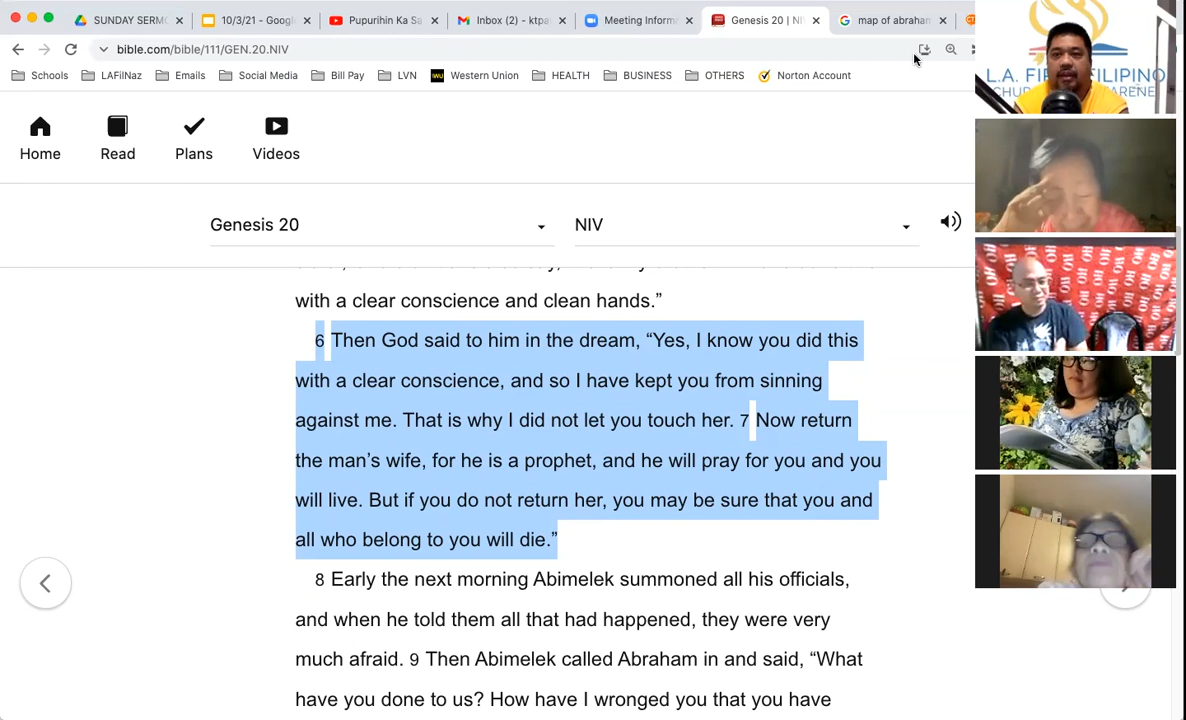 SUNDAY SERM
10/3/21 - Goog
Pupurihin Ka Sa
Inbox (2) - ktpa
Meeting Inform
Genesis 20 | NI
map of abrahan
bible.com/bible/111/GEN.20.NIV
Schools
LAFilNaz
Emails
Social Media
Bill Pay
LVN
WU
Western Union
HEALTH
BUSINESS
OTHERS
Norton Account
Home
Read
Plans
Videos
Genesis 20
NIV
with a clear conscience and clean hands.”
6 Then God said to him in the dream, “Yes, I know you did this
with a clear conscience, and so I have kept you from sinning
against me. That is why I did not let you touch her. 7 Now return
the man’s wife, for he is a prophet, and he will pray for you and you
will live. But if you do not return her, you may be sure that you and
all who belong to you will die.”
8 Early the next morning Abimelek summoned all his officials,
and when he told them all that had happened, they were very
much afraid. 9 Then Abimelek called Abraham in and said, “What
have you done to us? How have I wronged you that you have
L.A. FI FILIPINO
CHURCH